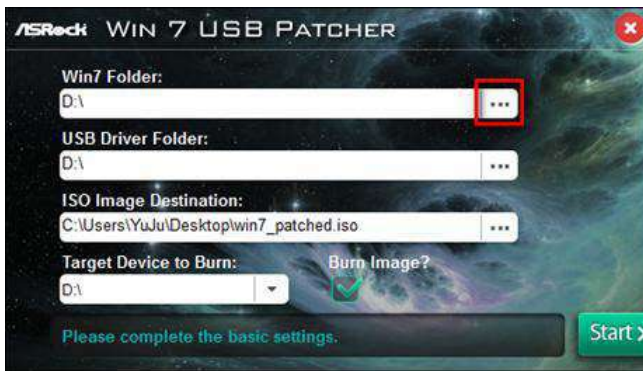 ASRock WIN 7 USB PATCHER
Win7 Folder:
D:\
USB Driver Folder:
D:\
ISO Image Destination:
C:\Users\YuJu\Desktop\win7_patched.iso
Target Device to Burn: Burn Image?
D:\
Please complete the basic settings.
Start